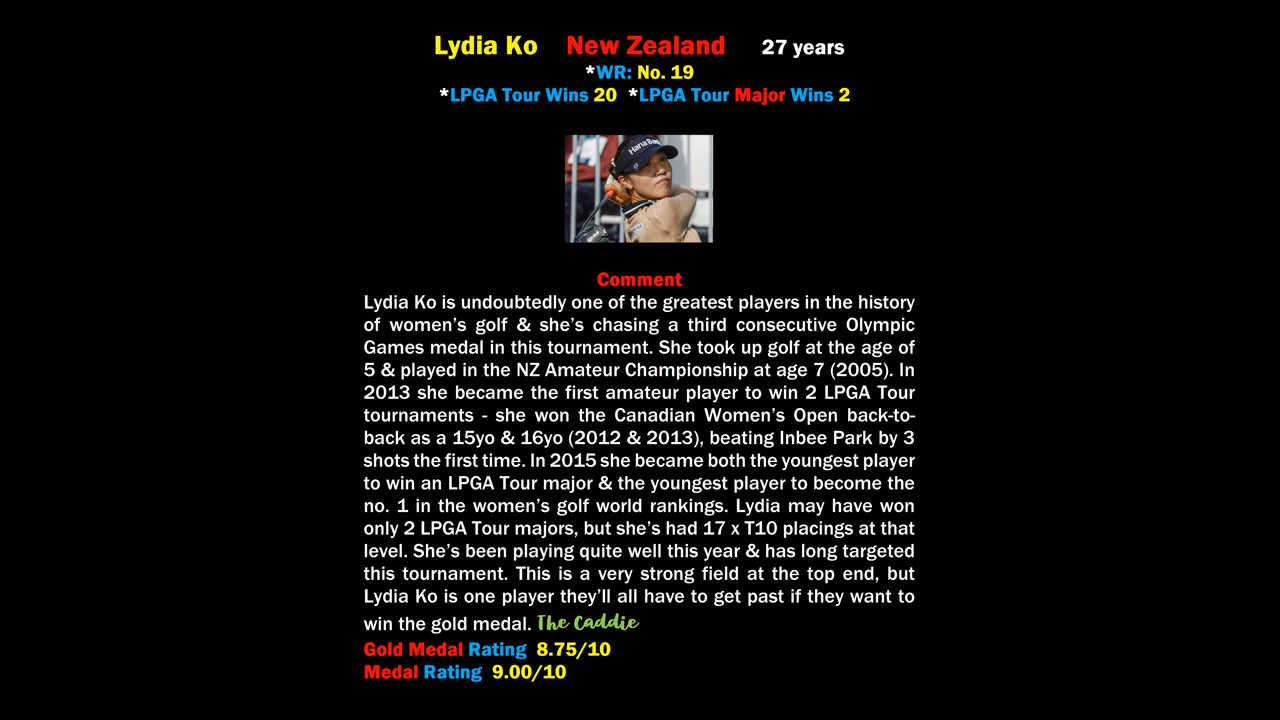 Lydia Ko New Zealand 27 years
*WR: No. 19
*LPGA Tour Wins 20 *LPGA Tour Major Wins 2
Hana Ban
Comment
Lydia Ko is undoubtedly one of the greatest players in the history
of women's golf & she's chasing a third consecutive Olympic
Games medal in this tournament. She took up golf at the age of
5 & played in the NZ Amateur Championship at age 7 (2005). In
2013 she became the first amateur player to win 2 LPGA Tour
tournaments - she won the Canadian Women's Open back-to-
back as a 15yo & 16yo (2012 & 2013), beating Inbee Park by 3
shots the first time. In 2015 she became both the youngest player
to win an LPGA Tour major & the youngest player to become the
no. 1 in the women's golf world rankings. Lydia may have won
only 2 LPGA Tour majors, but she's had 17 x T10 placings at that
level. She's been playing quite well this year & has long targeted
this tournament. This is a very strong field at the top end, but
Lydia Ko is one player they'll all have to get past if they want to
win the gold medal. The Caddie
Gold Medal Rating 8.75/10
Medal Rating 9.00/10